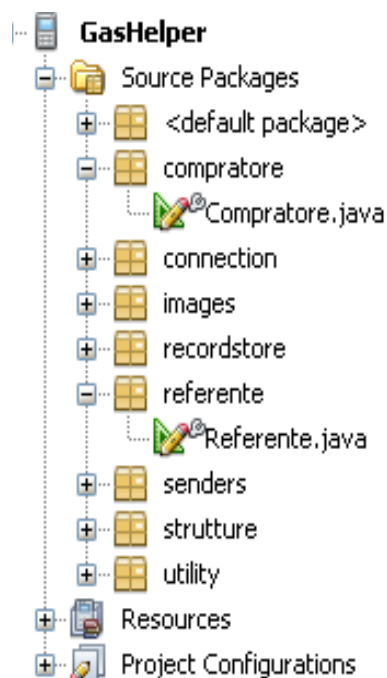 GasHelper
Source Packages
<default package>
compratore
Compratore.java
connection
images
recordstore
referente
Referente.java
senders
strutture
utility
Resources
Project Configurations